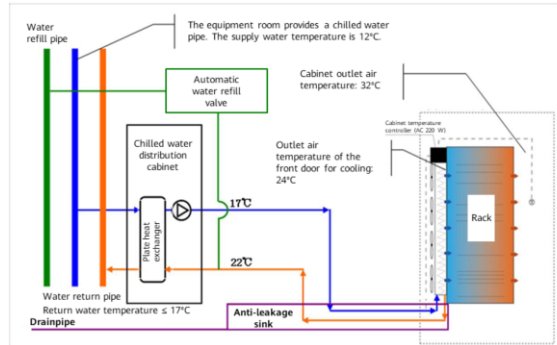 Water
refill pipe
The equipment room provides a chilled water
pipe. The supply water temperature is 12°C.
Automatic
water refill
valve
Cabinet outlet air
temperature: 32°C
Cabinet temperature
controller (AC 220 W)
Chilled water
distribution
cabinet
Outlet air
temperature of the
front door for cooling:
24°C
Plate heat
exchanger
17℃
Rack
22℃
Water return pipe
Return water temperature ≤ 17°C
Drainpipe
Anti-leakage
sink